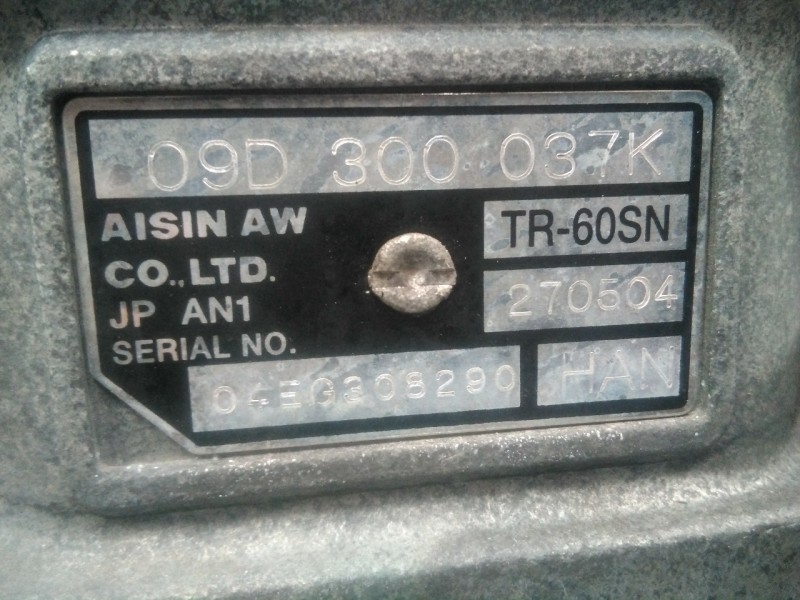 09D 300 037K
AISIN AW
CO.,LTD.
JP AN1
TR-60SN
270504
SERIAL NO.
04EG308290
HAN